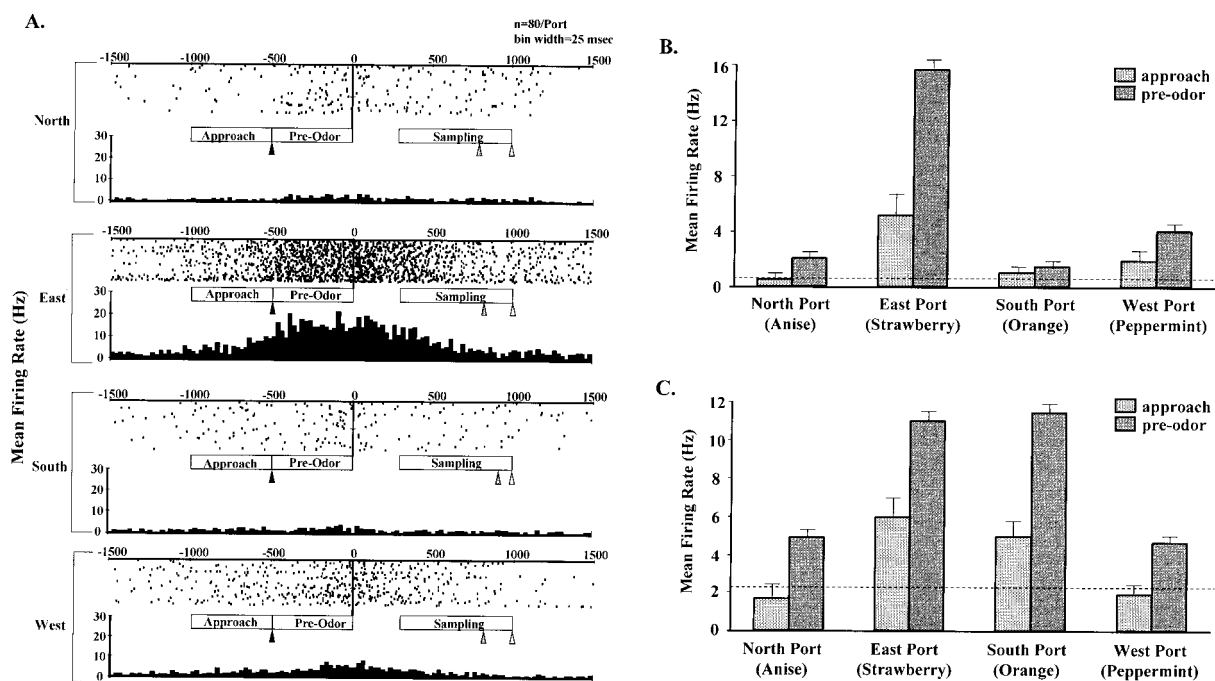 A.
n=80/Port
bin width=25 msec
-1500 -1000 -500 0 500 1000 1500
North
Approach Pre-Odor Sampling
30
20
10
0
-1500 -1000 -500 0 500 1000 1500
East
Approach Pre-Odor Sampling
30
20
10
0
-1500 -1000 -500 0 500 1000 1500
South
Approach Pre-Odor Sampling
30
20
10
0
-1500 -1000 -500 0 500 1000 1500
West
Approach Pre-Odor Sampling
30
20
10
0
Mean Firing Rate (Hz)
B.
approach
pre-odor
Mean Firing Rate (Hz)
16
12
8
4
0
North Port East Port South Port West Port
(Anise) (Strawberry) (Orange) (Peppermint)
C.
approach
pre-odor
Mean Firing Rate (Hz)
12
10
8
6
4
2
0
North Port East Port South Port West Port
(Anise) (Strawberry) (Orange) (Peppermint)